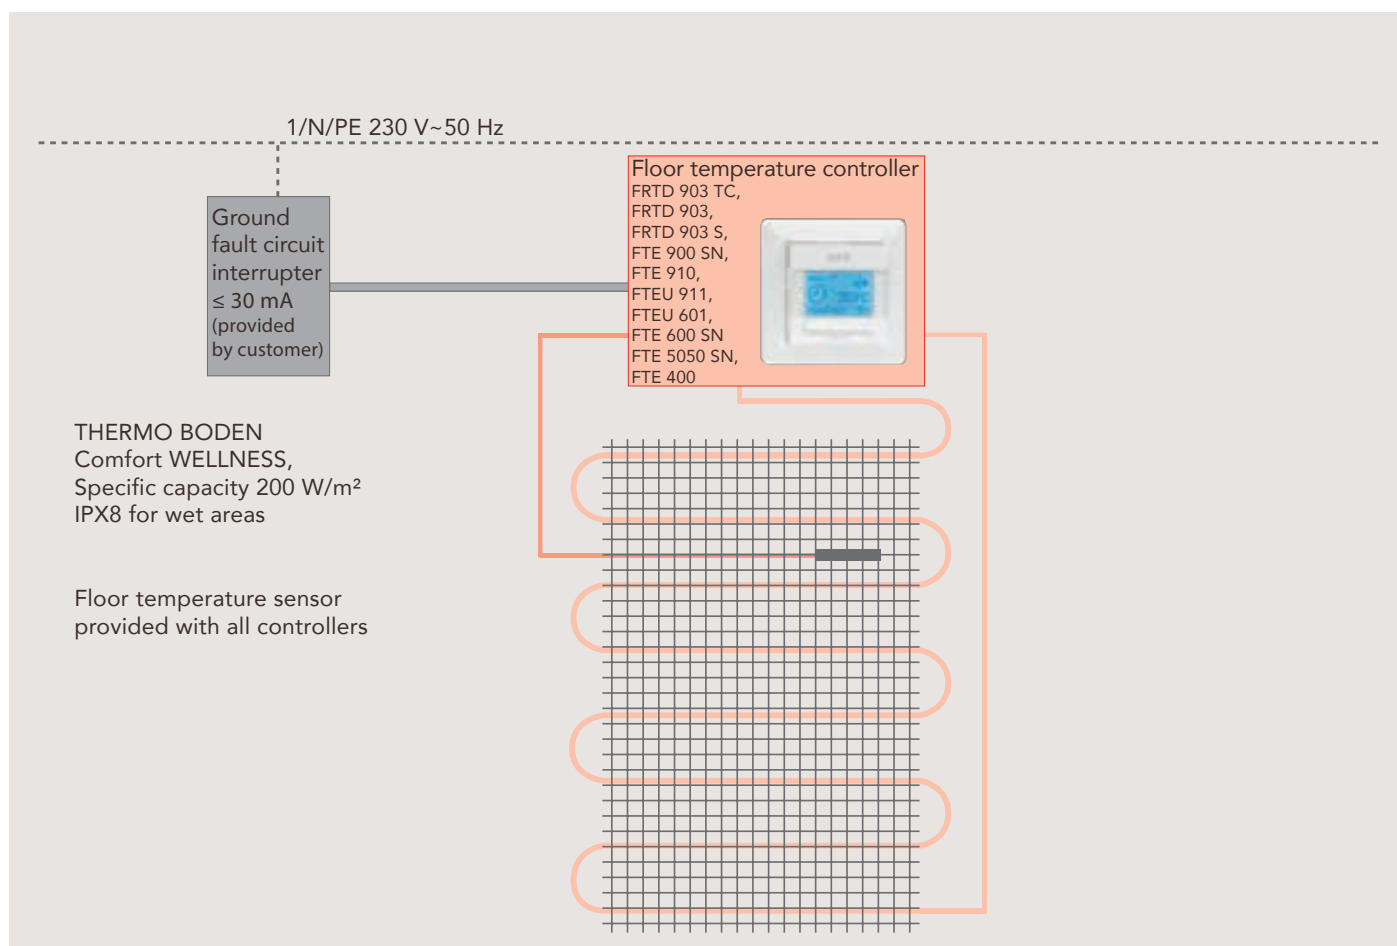 1/N/PE 230 V~50 Hz
Floor temperature controller
FRTD 903 TC,
FRTD 903,
FRTD 903 S,
FTE 900 SN,
FTE 910,
FTEU 911,
FTEU 601,
FTE 600 SN
FTE 5050 SN,
FTE 400
Ground
fault circuit
interrupter
≤ 30 mA
(provided
by customer)
THERMO BODEN
Comfort WELLNESS,
Specific capacity 200 W/m²
IPX8 for wet areas
Floor temperature sensor
provided with all controllers